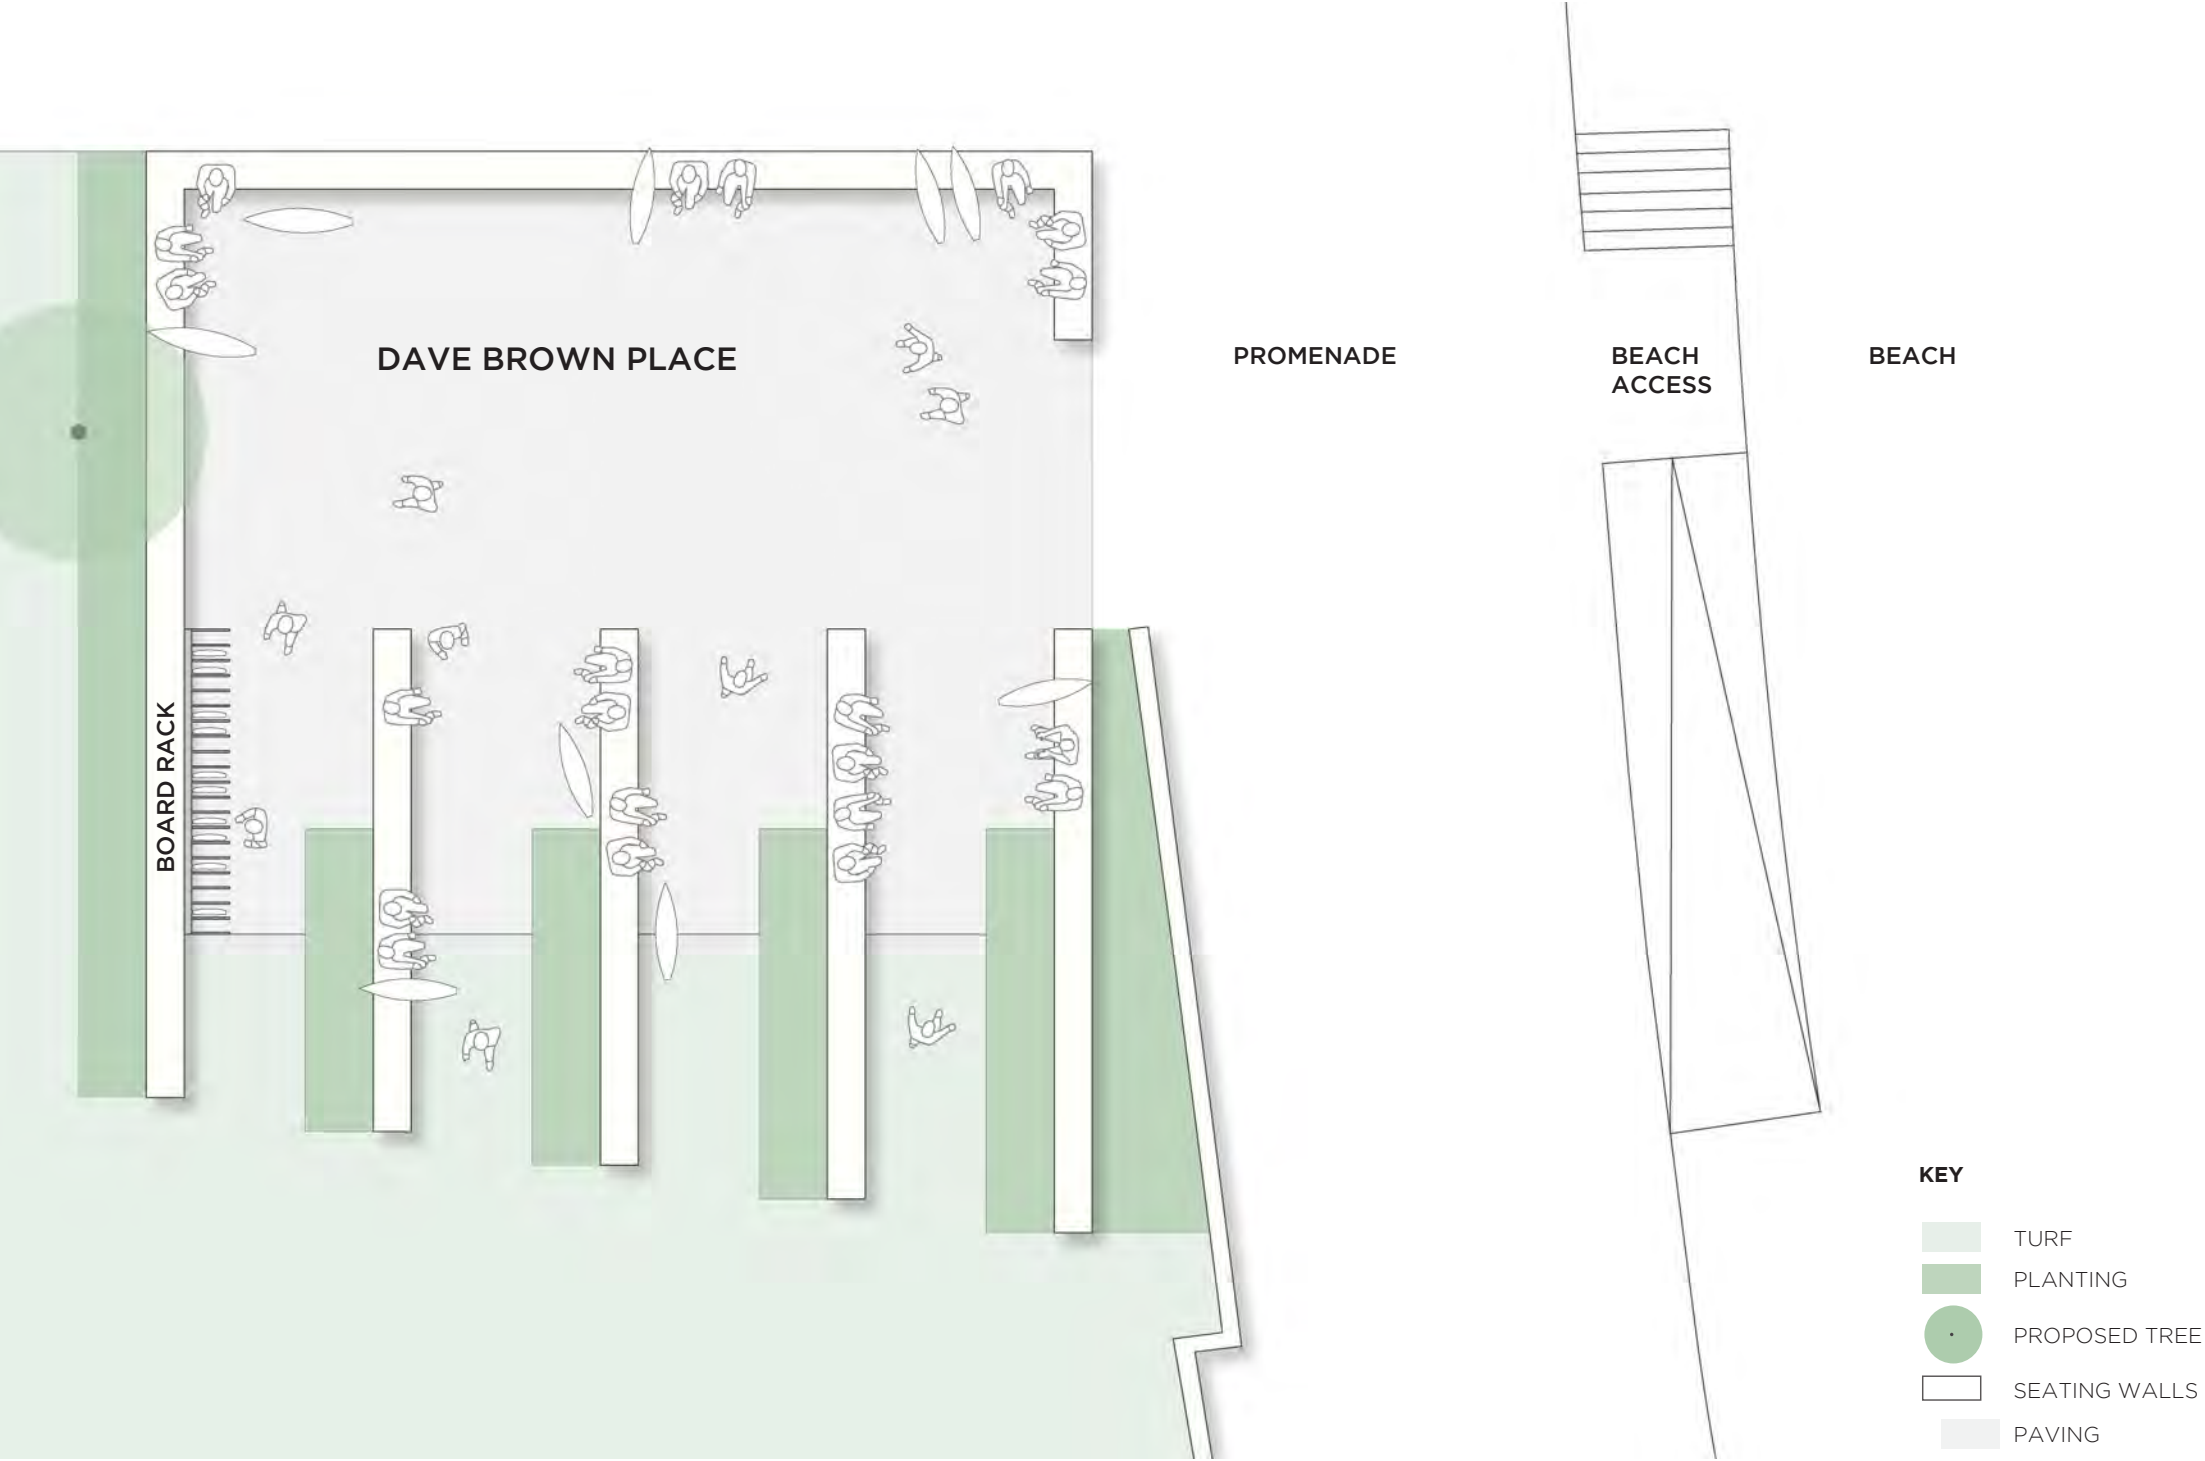 DAVE BROWN PLACE
PROMENADE
BEACH
ACCESS
BEACH
BOARD RACK
KEY
TURF
PLANTING
PROPOSED TREE
SEATING WALLS
PAVING